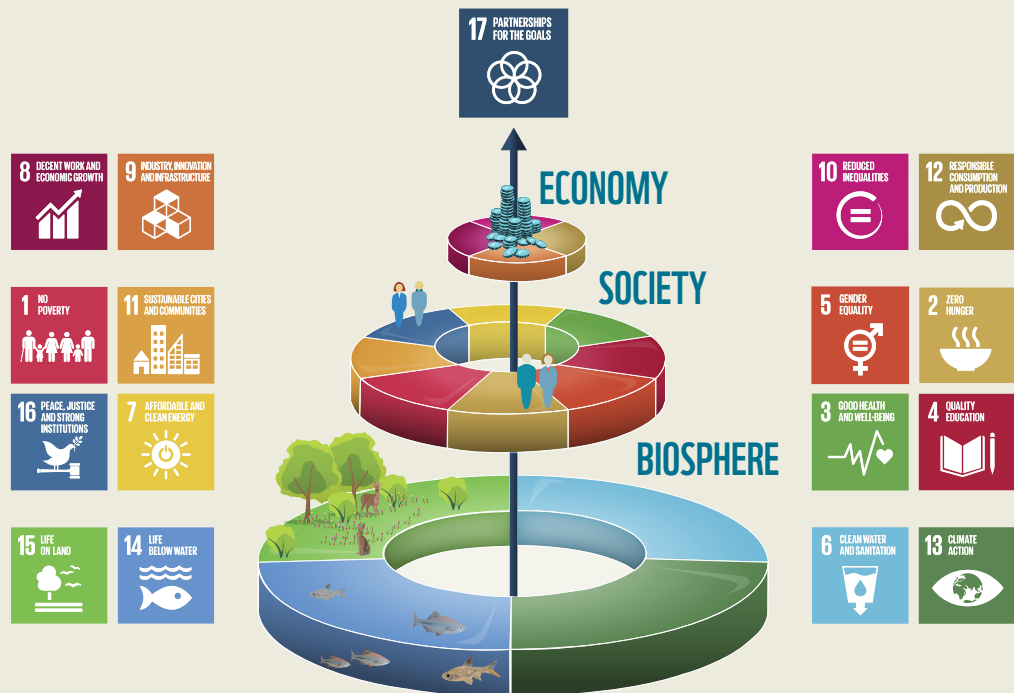 17 PARTNERSHIPS
FOR THE GOALS
8 DECENT WORK AND
ECONOMIC GROWTH
9 INDUSTRY, INNOVATION
AND INFRASTRUCTURE
ECONOMY
10 REDUCED
INEQUALITIES
12 RESPONSIBLE
CONSUMPTION
AND PRODUCTION
1 NO
POVERTY
11 SUSTAINABLE CITIES
AND COMMUNITIES
SOCIETY
5 GENDER
EQUALITY
2 ZERO
HUNGER
16 PEACE, JUSTICE
AND STRONG
INSTITUTIONS
7 AFFORDABLE AND
CLEAN ENERGY
3 GOOD HEALTH
AND WELL-BEING
4 QUALITY
EDUCATION
BIOSPHERE
15 LIFE
ON LAND
14 LIFE
BELOW WATER
6 CLEAN WATER
AND SANITATION
13 CLIMATE
ACTION